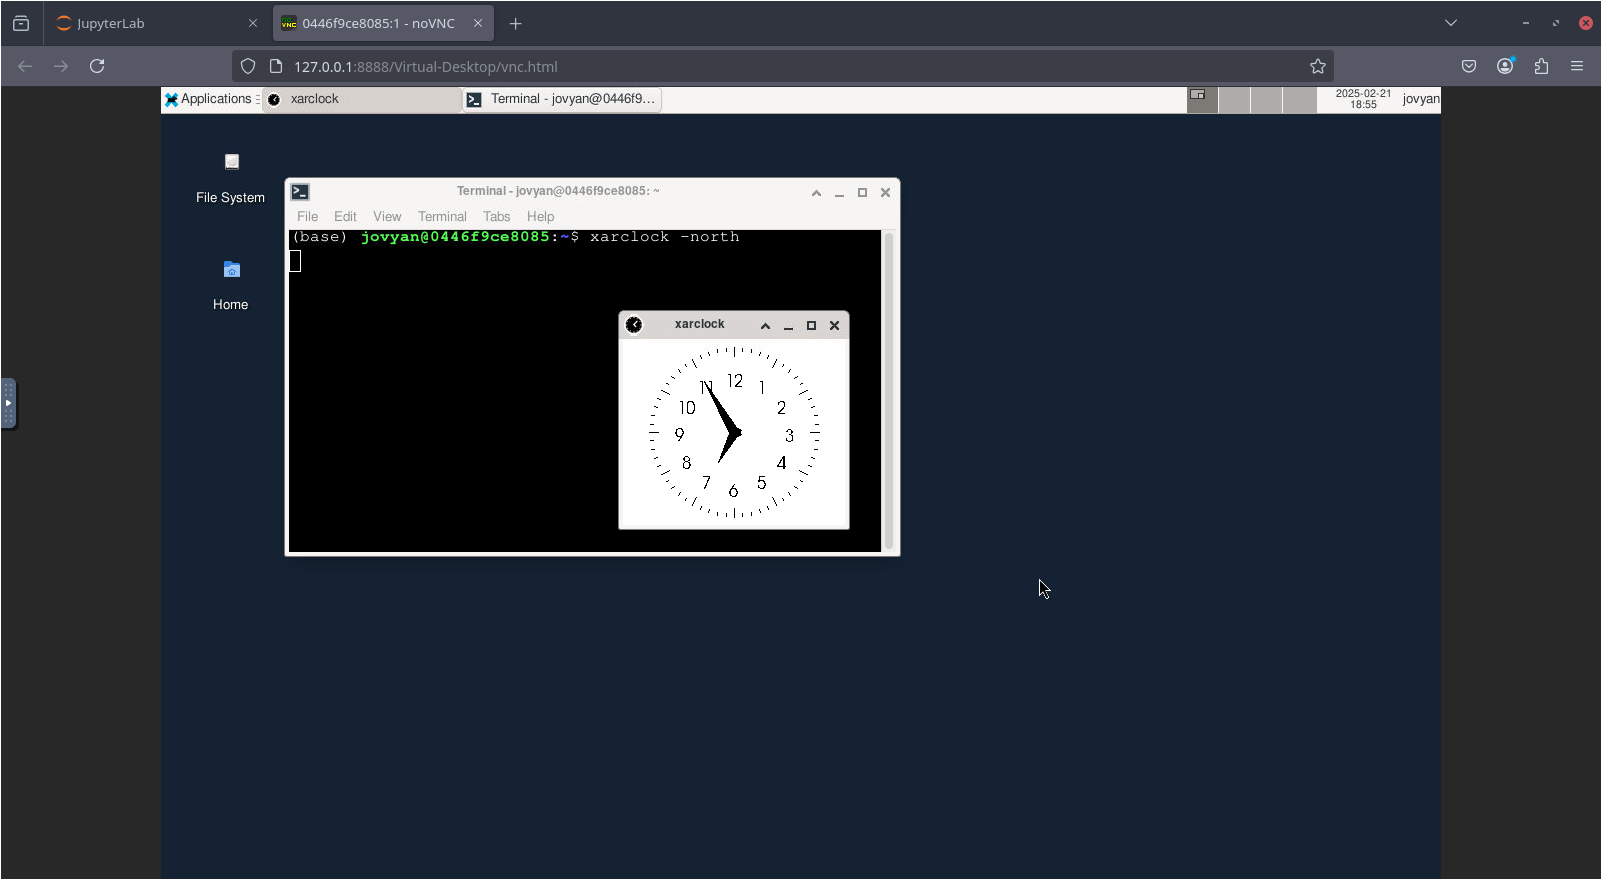 JupyterLab
VNC 0446f9ce8085:1 - noVNC
127.0.0.1:8888/Virtual-Desktop/vnc.html
Applications
xarclock
Terminal - jovyan@0446f9...
2025-02-21
18:55
jovyan
File System
Home
Terminal - jovyan@0446f9ce8085: ~
File Edit View Terminal Tabs Help
(base) jovyan@0446f9ce8085:~$ xarclock -north
xarclock
12
11 1
10 2
9 3
8 4
7 5
6